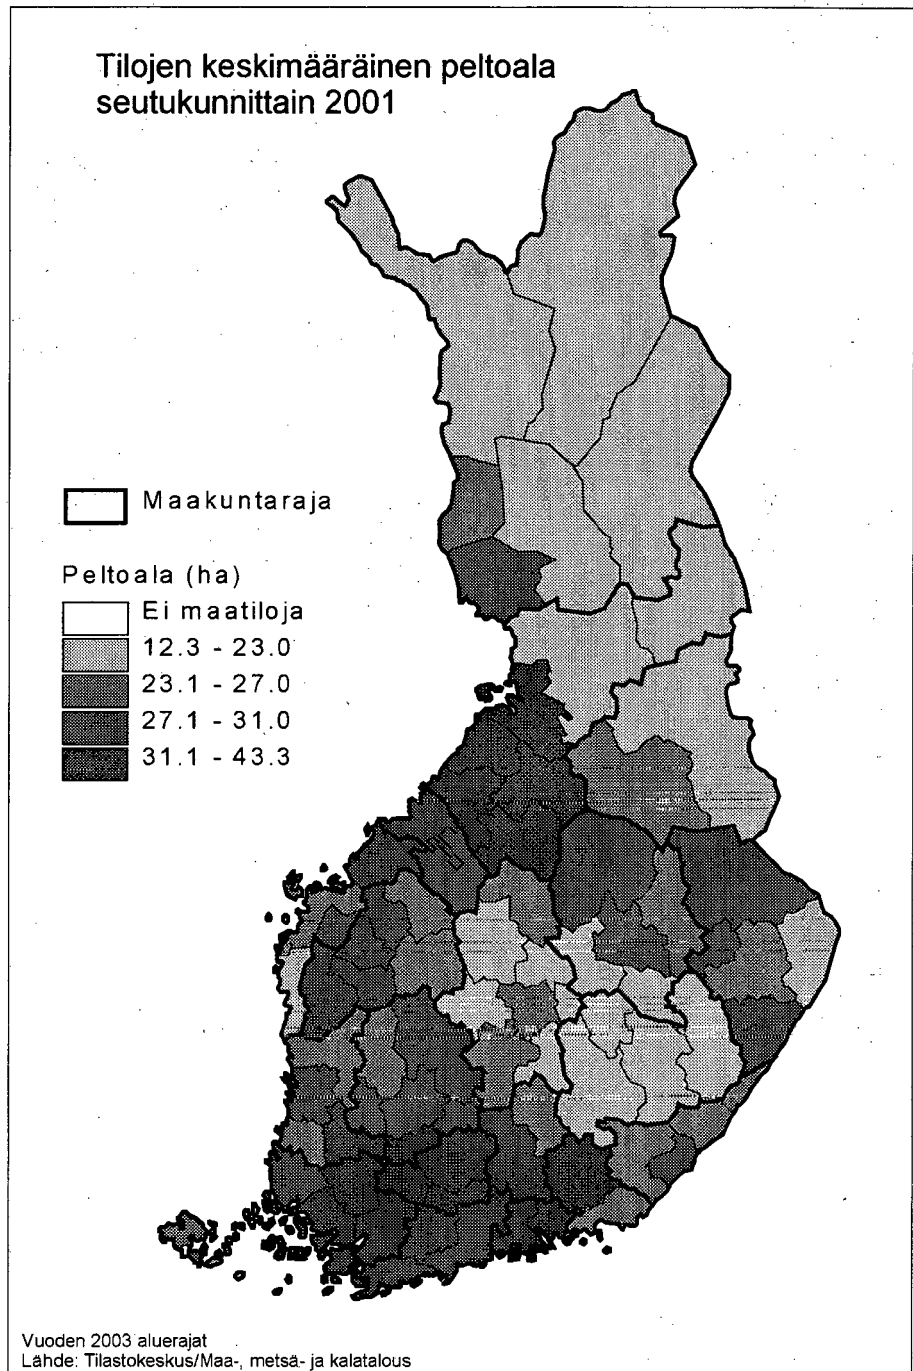 Tilojen keskimääräinen peltoala
seutukunnittain 2001
Maakuntaraja
Peltoala (ha)
Ei maatiloja
12.3 - 23.0
23.1 - 27.0
27.1 - 31.0
31.1 - 43.3
Vuoden 2003 aluerajat
Lähde: Tilastokeskus/Maa-, metsä- ja kalatalous